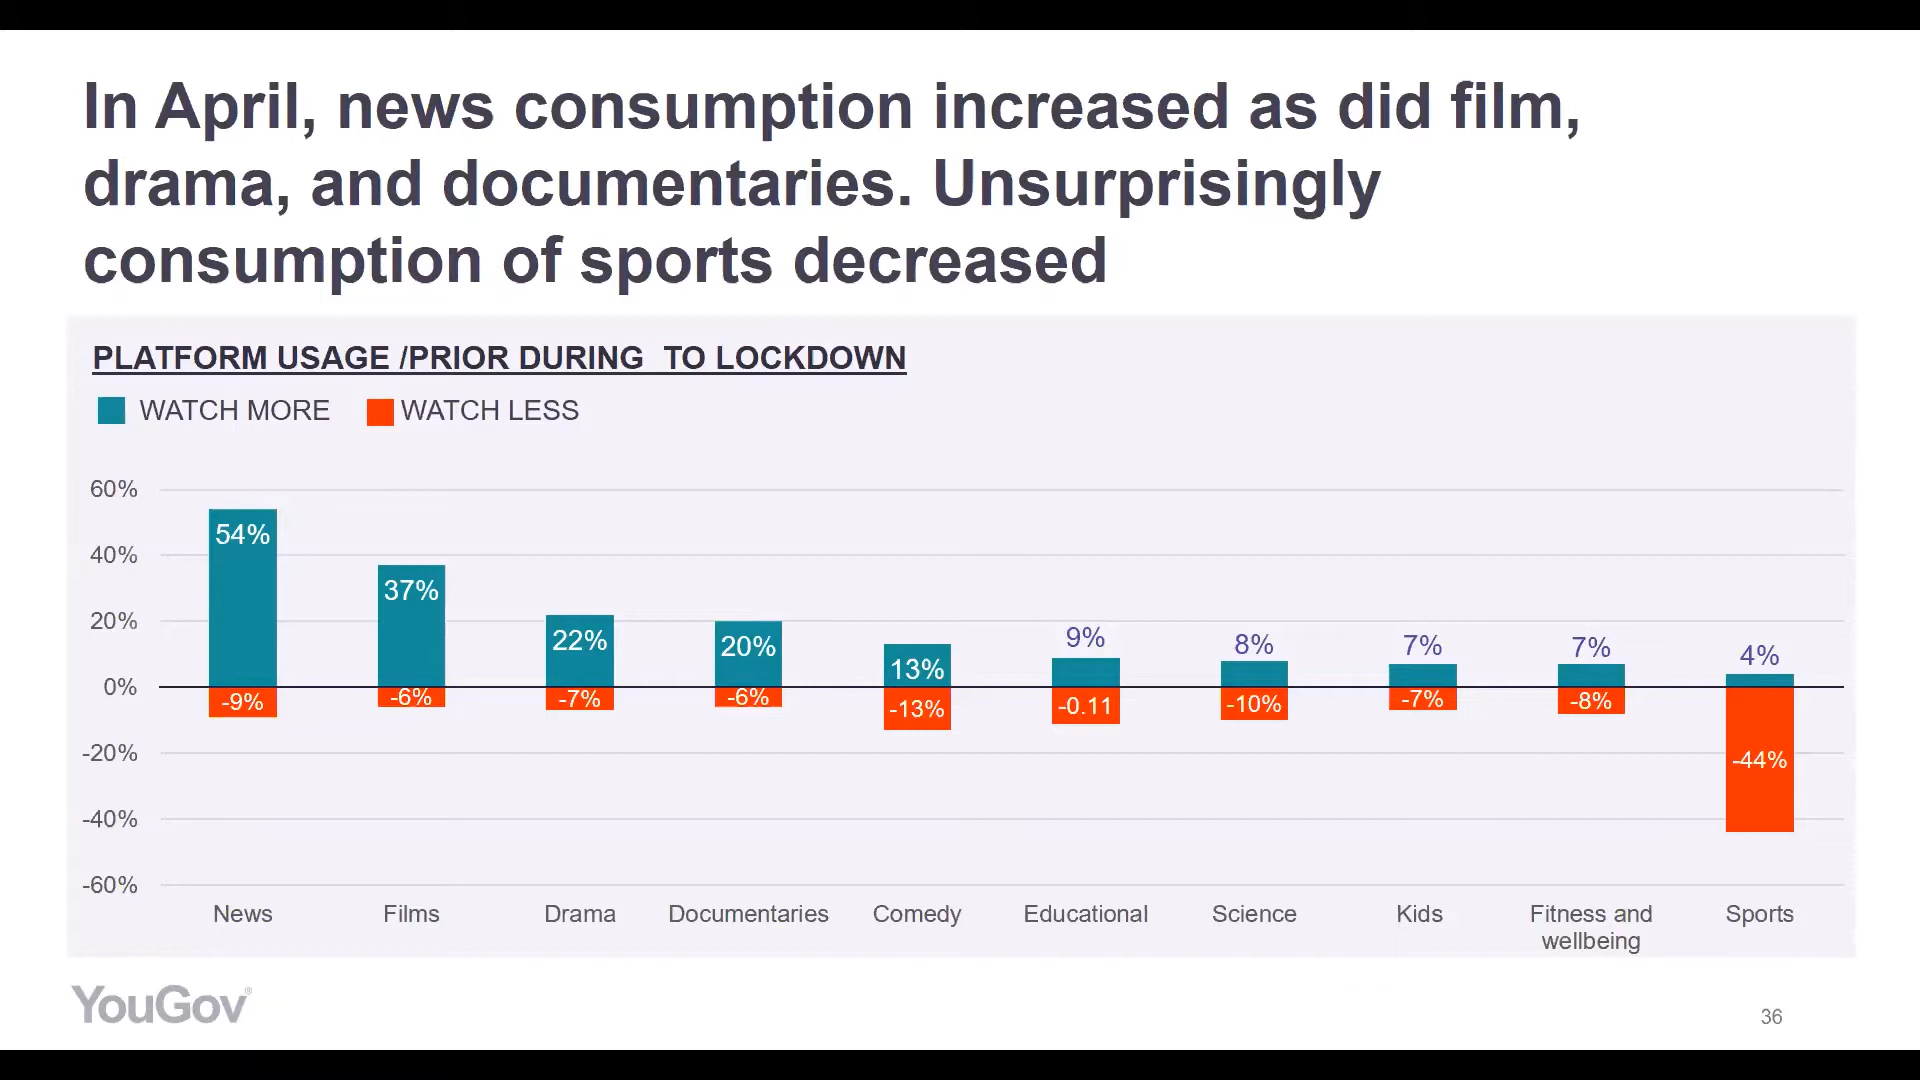 In April, news consumption increased as did film,
drama, and documentaries. Unsurprisingly
consumption of sports decreased
PLATFORM USAGE /PRIOR DURING  TO LOCKDOWN
WATCH MORE WATCH LESS
60%
40%
20%
0%
-20%
-40%
-60%
54% 37% 22% 20% 13% 9% 8% 7% 7% 4%
-9% -6% -7% -6% -13% -0.11 -10% -7% -8% -44%
News Films Drama Documentaries Comedy Educational Science Kids Fitness and Sports
wellbeing
YouGov®
36